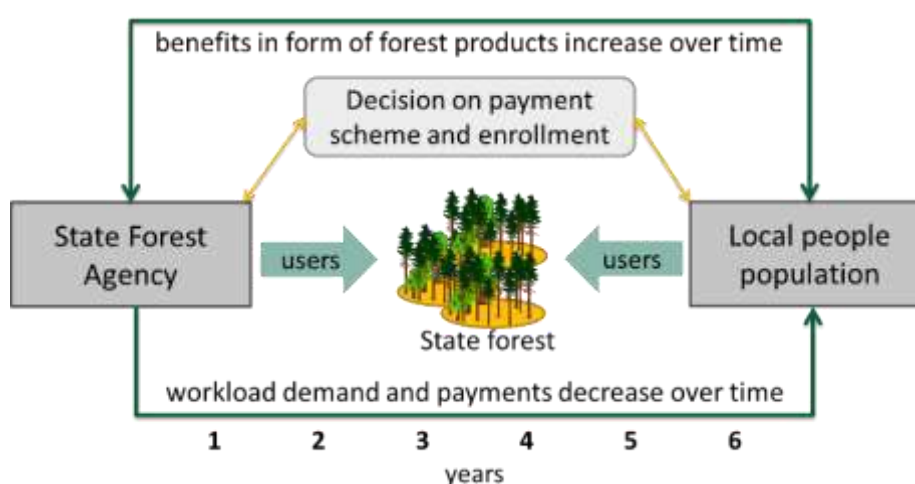 benefits in form of forest products increase over time
Decision on payment
scheme and enrollment
State Forest
Agency
users
users
Local people
population
State forest
workload demand and payments decrease over time
1 2 3 4 5 6
years